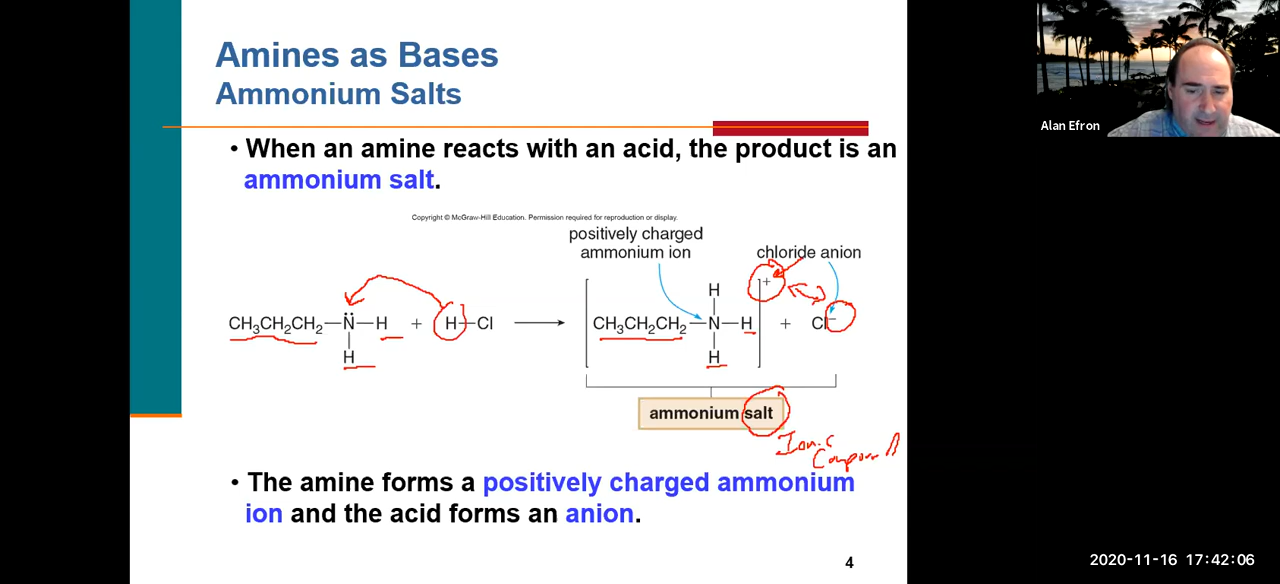 Amines as Bases
Ammonium Salts
Alan Efron
• When an amine reacts with an acid, the product is an
ammonium salt.
Copyright © McGraw-Hill Education. Permission required for reproduction or display.
positively charged
ammonium ion
chloride anion
H
+
CH₃CH₂CH₂—N̈—H + H—Cl ⟶ CH₃CH₂CH₂—N—H + Cl⁻
H
H
ammonium salt
Ionic
Compound
• The amine forms a positively charged ammonium
ion and the acid forms an anion.
4
2020-11-16 17:42:06